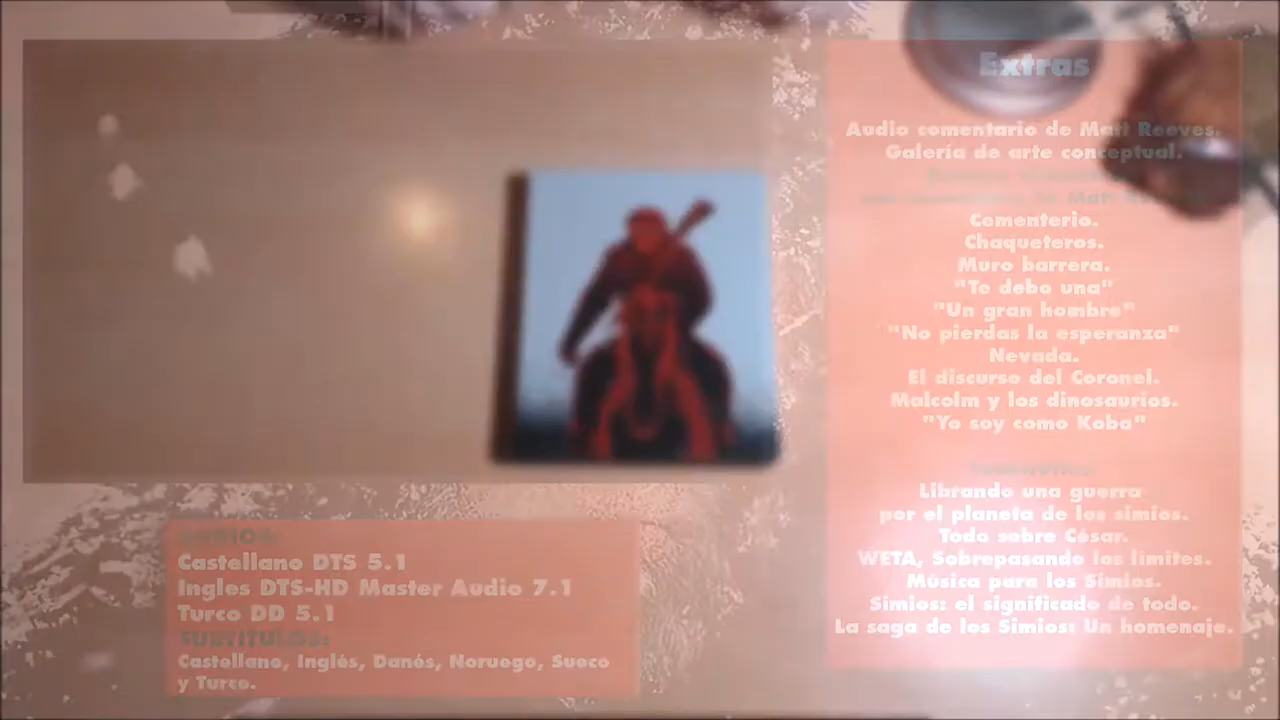 Extras
Audio comentario de Matt Reeves.
Galería de arte conceptual.
Cementerio.
Chaqueteros.
Muro barrera.
"Te debo una"
"Un gran hombre"
"No pierdas la esperanza"
Nevada.
El discurso del Coronel.
Malcolm y los dinosaurios.
"Yo soy como Koba"
Librando una guerra
por el planeta de los simios.
Todo sobre César.
WETA, Sobrepasando los límites.
Música para los Simios.
Simios: el significado de todo.
La saga de los Simios: Un homenaje.
AUDIOS:
Castellano DTS 5.1
Ingles DTS-HD Master Audio 7.1
Turco DD 5.1
SUBTITULOS:
Castellano, Inglés, Danés, Noruego, Sueco
y Turco.